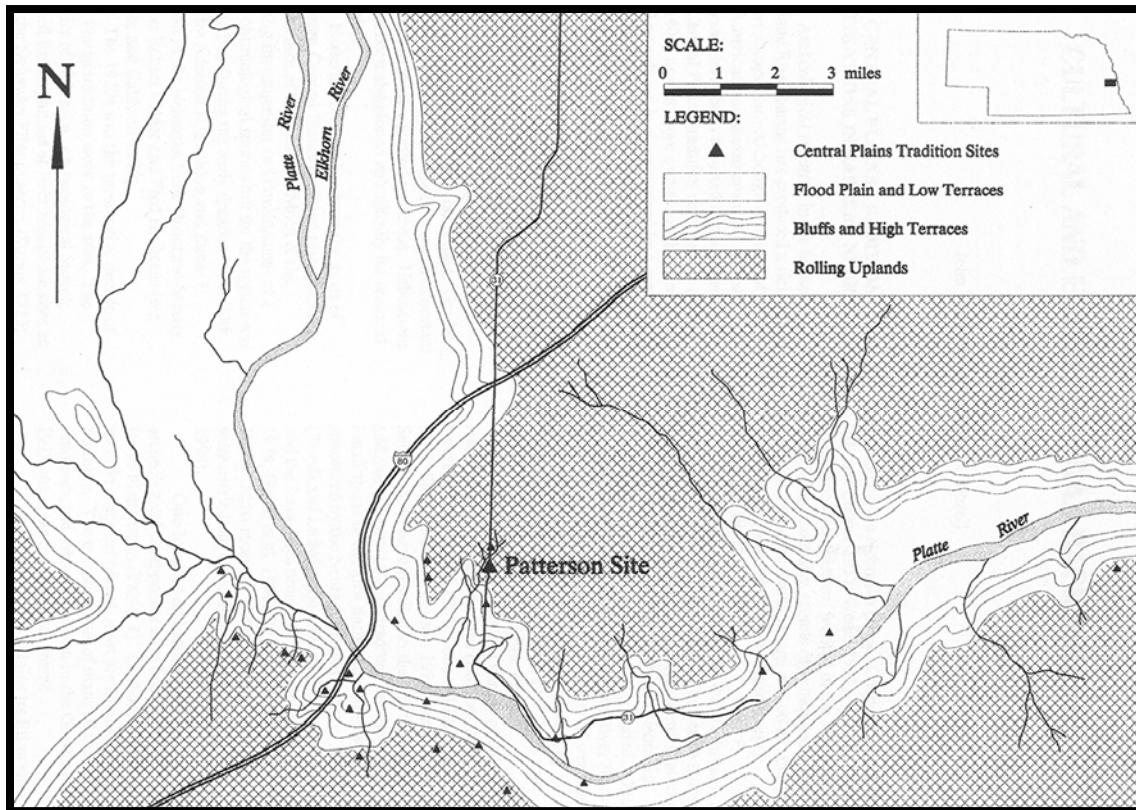 N
Platte River
Elkhorn River
SCALE:
0 1 2 3 miles
LEGEND:
Central Plains Tradition Sites
Flood Plain and Low Terraces
Bluffs and High Terraces
Rolling Uplands
31
80
Patterson Site
Platte River
31